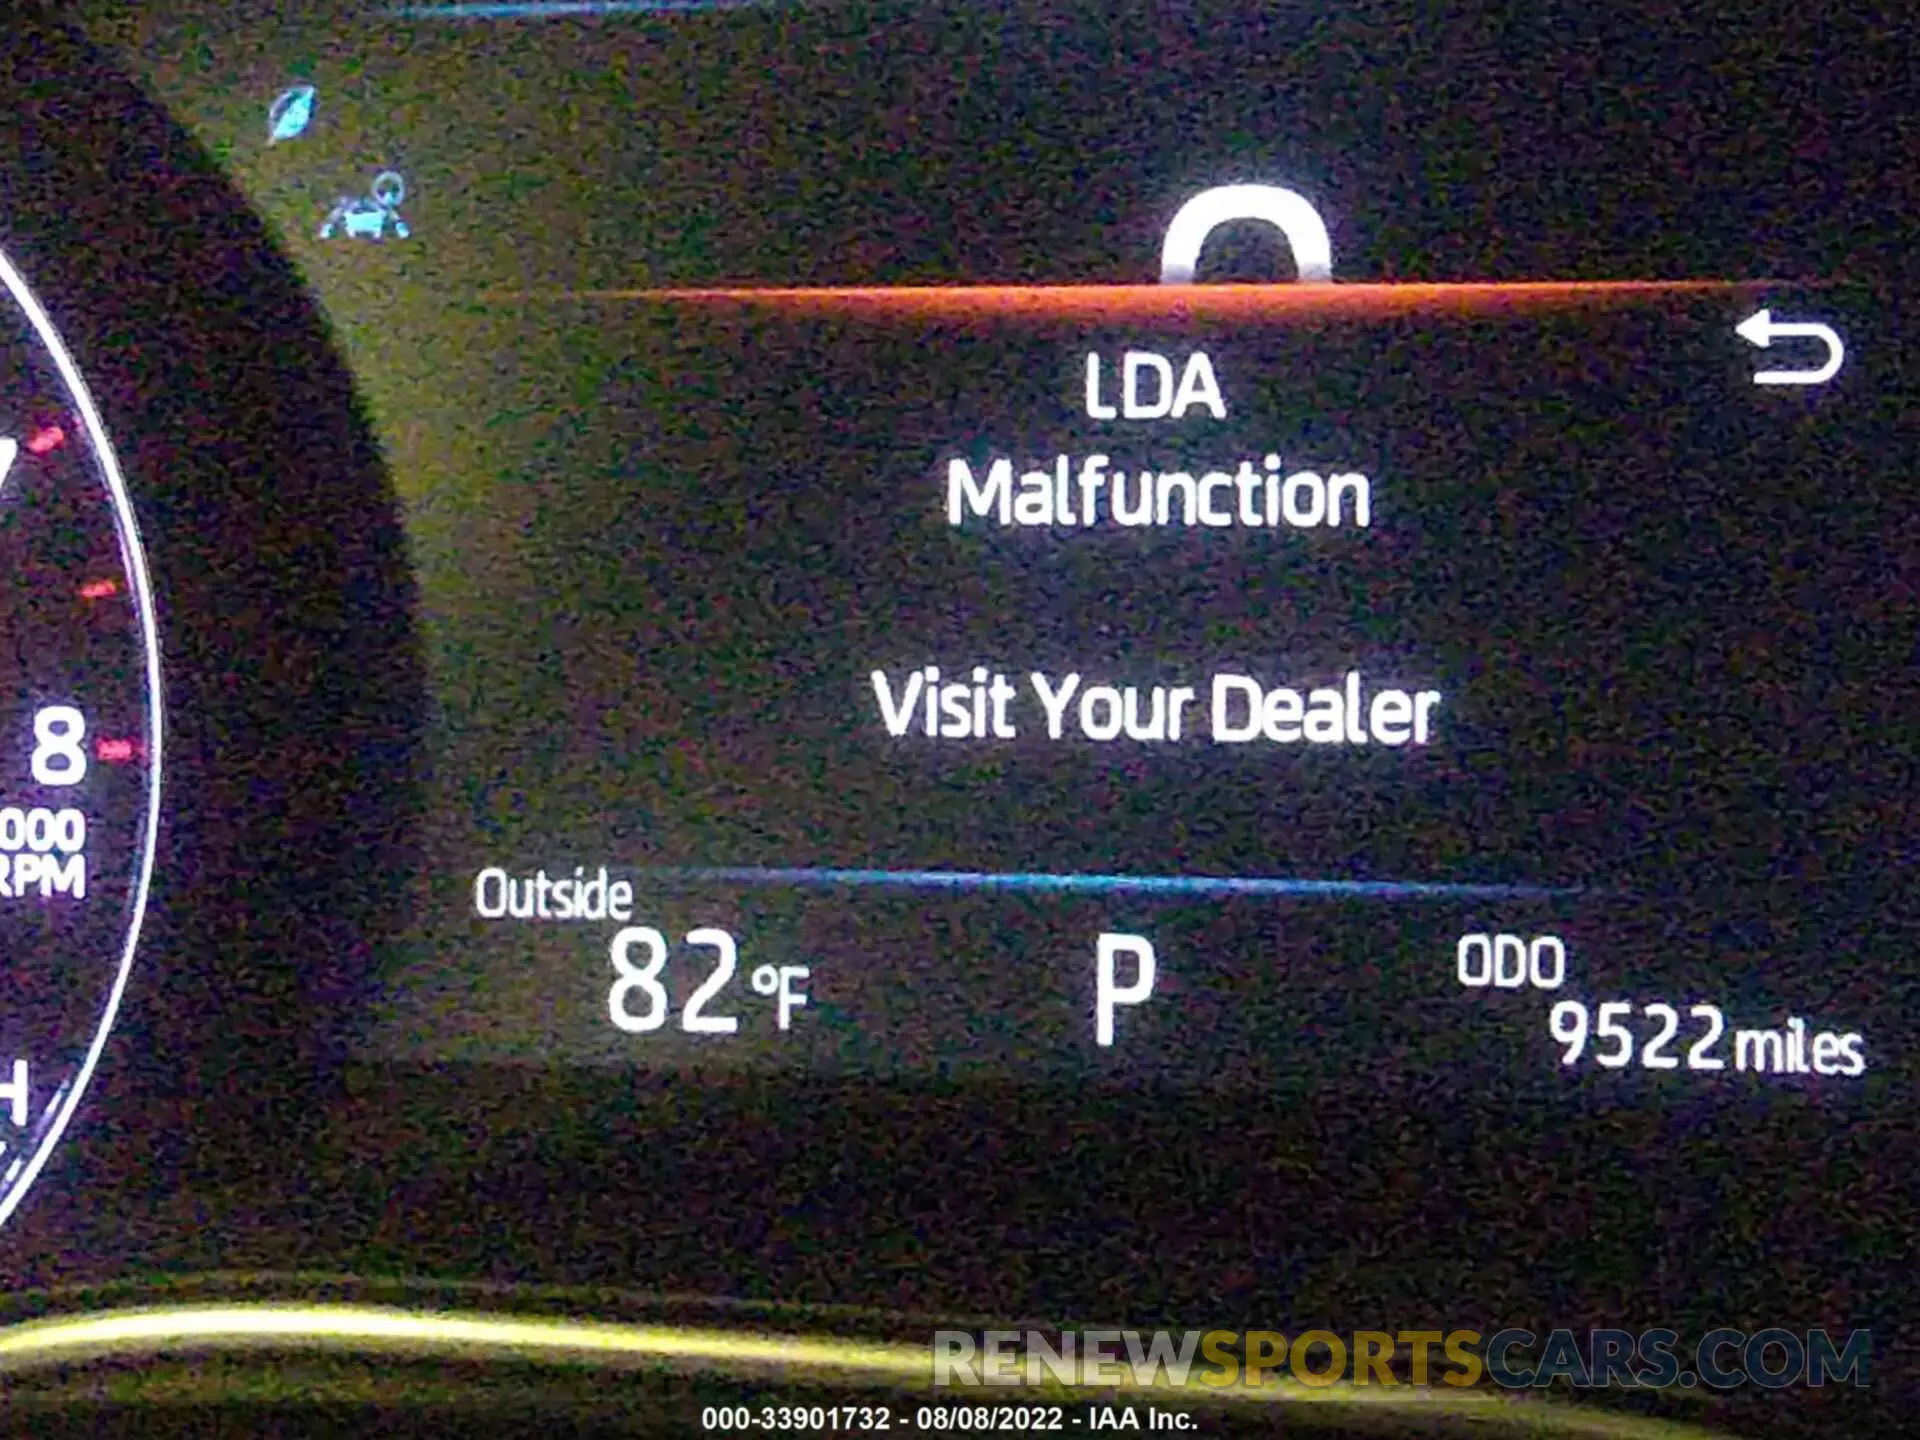 LDA
Malfunction
Visit Your Dealer
8
000
RPM
Outside
82°F
P
ODO
9522 miles
H
RENEWSPORTSCARS.COM
000-33901732 - 08/08/2022 - IAA Inc.